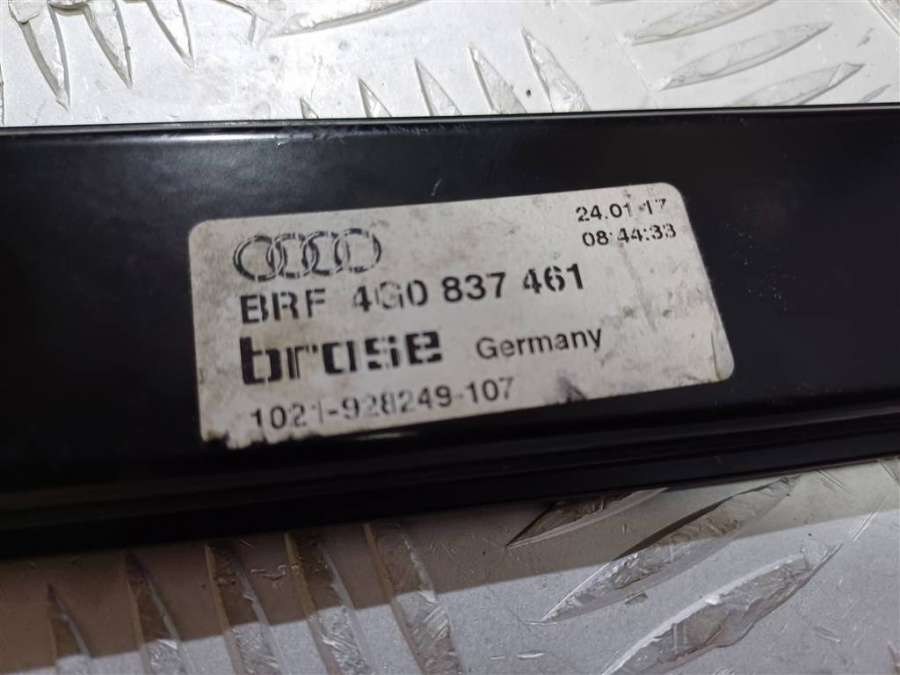 24.01.17
08:44:33
BRF 4G0 837 461
brose Germany
1021-928249-107